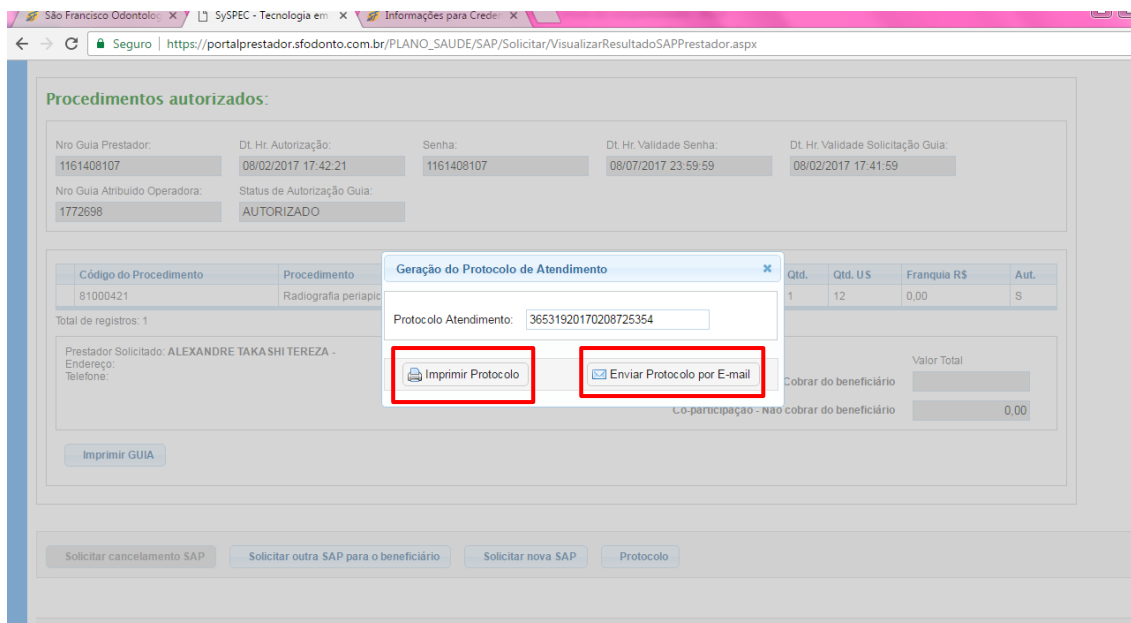 São Francisco Odontolog
SySPEC - Tecnologia em
Informações para Creder
Seguro | https://portalprestador.sfodonto.com.br/PLANO_SAUDE/SAP/Solicitar/VisualizarResultadoSAPPrestador.aspx
Procedimentos autorizados:
Nro Guia Prestador: Dt. Hr. Autorização: Senha: Dt. Hr. Validade Senha: Dt. Hr. Validade Solicitação Guia:
1161408107 08/02/2017 17:42:21 1161408107 08/07/2017 23:59:59 08/02/2017 17:41:59
Nro Guia Atribuido Operadora: Status de Autorização Guia:
1772698 AUTORIZADO
Código do Procedimento Procedimento Qtd. Qtd. US Franquia R$ Aut.
81000421 Radiografia periapic 1 12 0,00 S
Total de registros: 1
Geração do Protocolo de Atendimento
Protocolo Atendimento: 36531920170208725354
Imprimir Protocolo Enviar Protocolo por E-mail
Prestador Solicitado: ALEXANDRE TAKASHI TEREZA -
Endereço:
Telefone:
Valor Total
Cobrar do beneficiário
Co-participação - Não cobrar do beneficiário 0,00
Imprimir GUIA
Solicitar cancelamento SAP Solicitar outra SAP para o beneficiário Solicitar nova SAP Protocolo